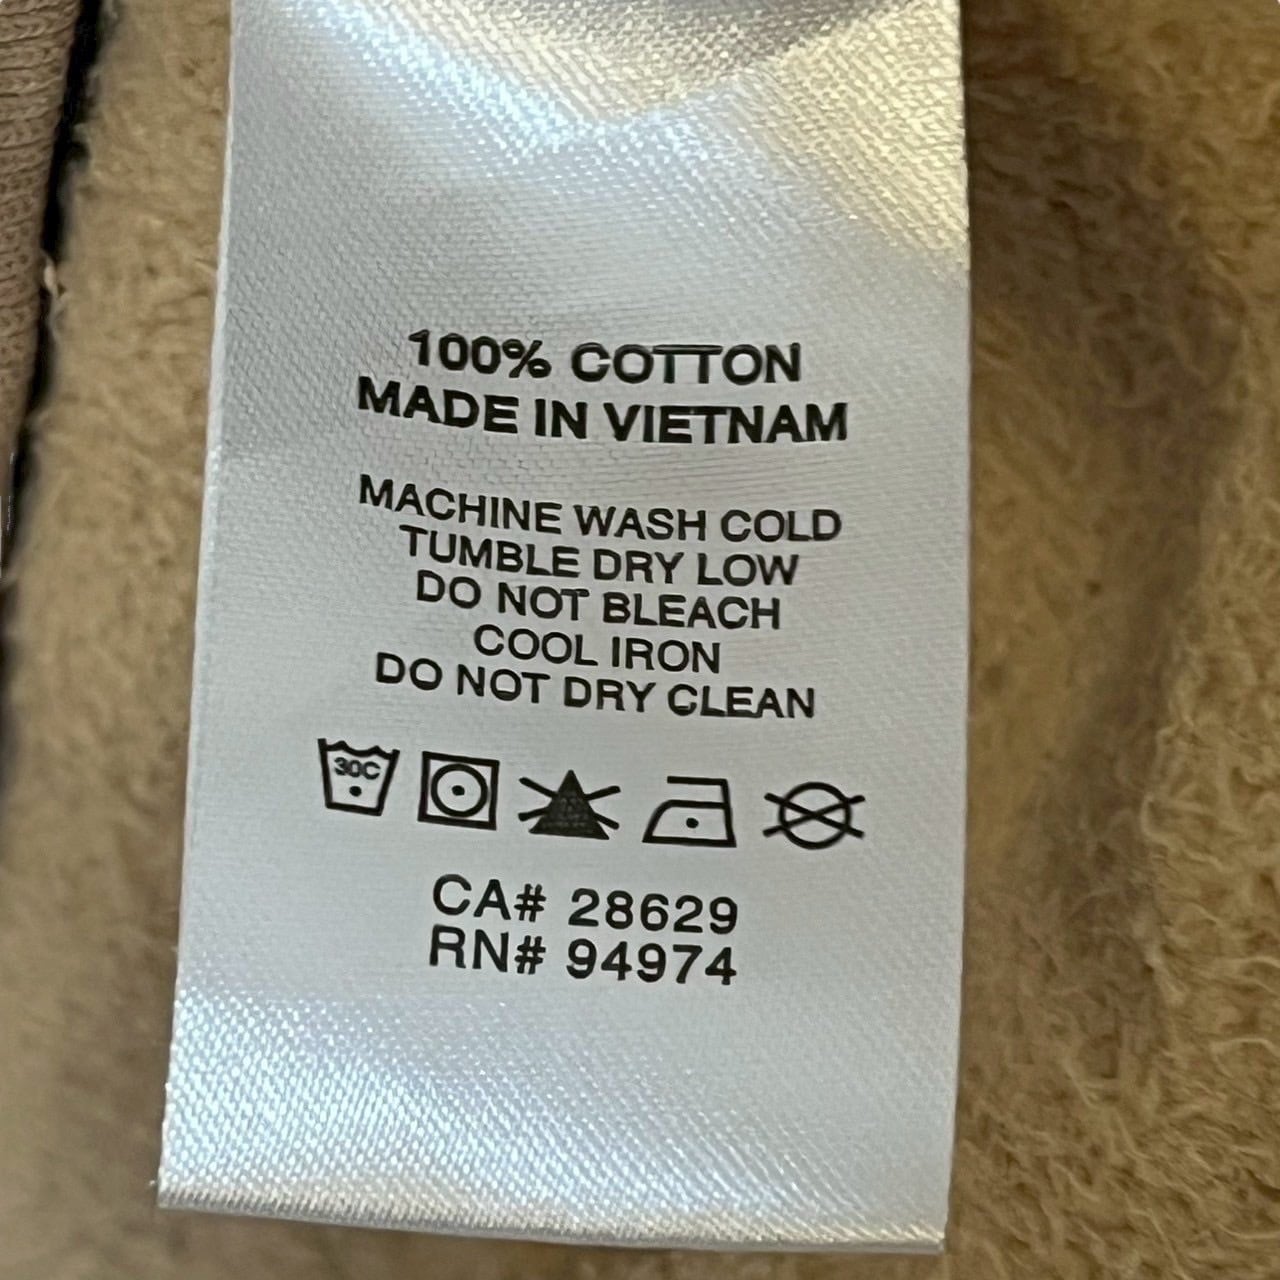 100% COTTON
MADE IN VIETNAM
MACHINE WASH COLD
TUMBLE DRY LOW
DO NOT BLEACH
COOL IRON
DO NOT DRY CLEAN
30C
CA# 28629
RN# 94974